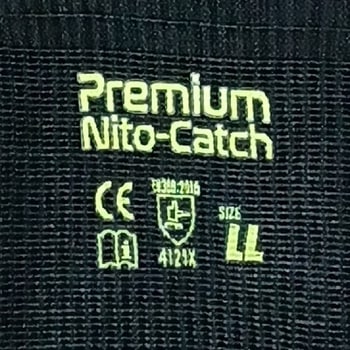 Premium
Nito-Catch
CE
EN388:2016
SIZE
i
4121X
LL